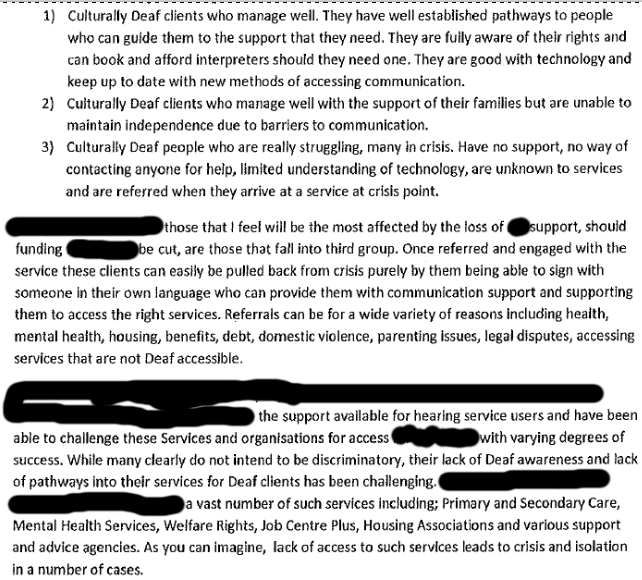 1) Culturally Deaf clients who manage well. They have well established pathways to people
who can guide them to the support that they need. They are fully aware of their rights and
can book and afford interpreters should they need one. They are good with technology and
keep up to date with new methods of accessing communication.
2) Culturally Deaf clients who manage well with the support of their families but are unable to
maintain independence due to barriers to communication.
3) Culturally Deaf people who are really struggling, many in crisis. Have no support, no way of
contacting anyone for help, limited understanding of technology, are unknown to services
and are referred when they arrive at a service at crisis point.
those that I feel will be the most affected by the loss of support, should
funding be cut, are those that fall into third group. Once referred and engaged with the
service these clients can easily be pulled back from crisis purely by them being able to sign with
someone in their own language who can provide them with communication support and supporting
them to access the right services. Referrals can be for a wide variety of reasons including health,
mental health, housing, benefits, debt, domestic violence, parenting issues, legal disputes, accessing
services that are not Deaf accessible.
the support available for hearing service users and have been
able to challenge these Services and organisations for access with varying degrees of
success. While many clearly do not intend to be discriminatory, their lack of Deaf awareness and lack
of pathways into their services for Deaf clients has been challenging.
a vast number of such services including; Primary and Secondary Care,
Mental Health Services, Welfare Rights, Job Centre Plus, Housing Associations and various support
and advice agencies. As you can imagine, lack of access to such services leads to crisis and isolation
in a number of cases.